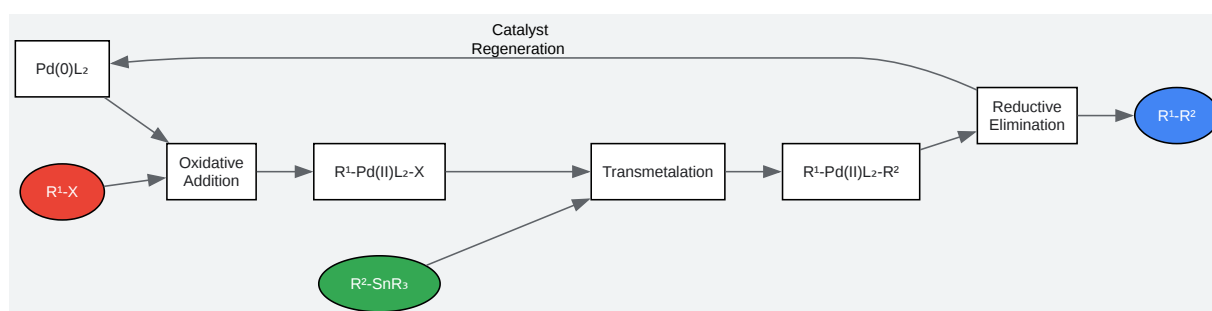 Catalyst
Regeneration
Pd(0)L₂
R¹-X
Oxidative
Addition
R¹-Pd(II)L₂-X
R²-SnR₃
Transmetalation
R¹-Pd(II)L₂-R²
Reductive
Elimination
R¹-R²